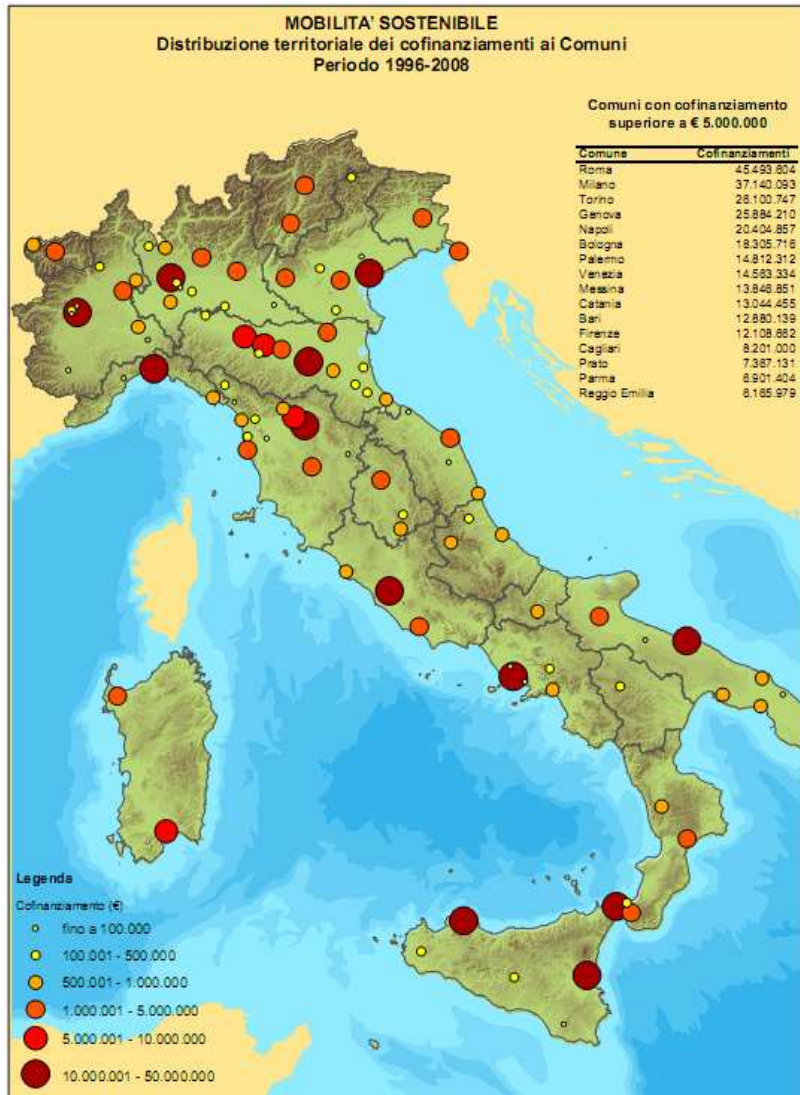 MOBILITA' SOSTENIBILE
Distribuzione territoriale dei cofinanziamenti ai Comuni
Periodo 1996-2008
Comuni con cofinanziamento
superiore a € 5.000.000
Comune Cofinanziamenti
Roma 45.493.604
Milano 37.140.093
Torino 26.100.747
Genova 25.884.210
Napoli 20.404.857
Bologna 18.305.716
Palermo 14.812.312
Venezia 14.563.334
Messina 13.846.851
Catania 13.044.455
Bari 12.880.139
Firenze 12.108.662
Cagliari 8.201.000
Prato 7.367.131
Parma 6.901.404
Reggio Emilia 6.165.979
Legenda
Cofinanziamento (€)
fino a 100.000
100.001 - 500.000
500.001 - 1.000.000
1.000.001 - 5.000.000
5.000.001 - 10.000.000
10.000.001 - 50.000.000